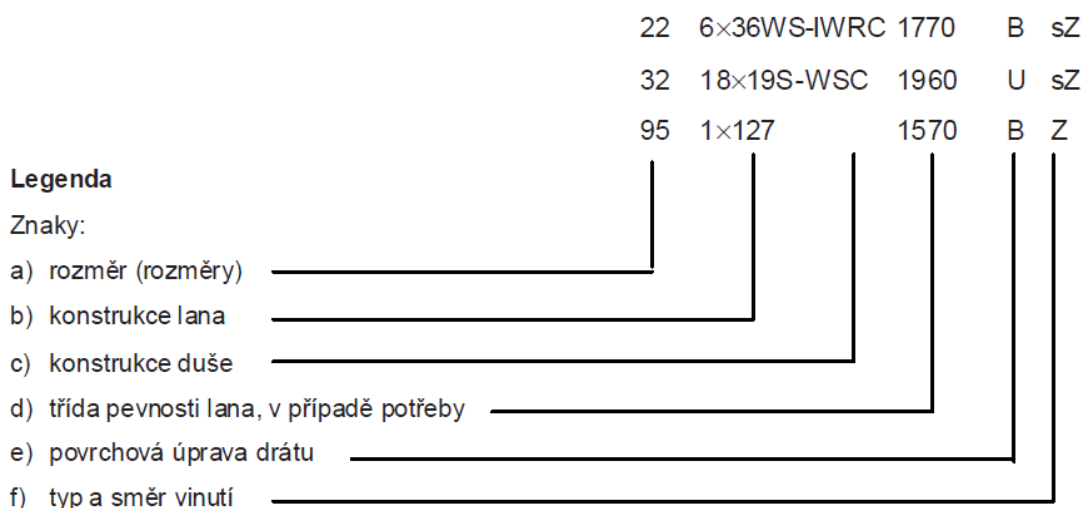 22 6×36WS-IWRC 1770 B sZ
32 18×19S-WSC 1960 U sZ
95 1×127 1570 B Z
Legenda
Znaky:
a) rozměr (rozměry)
b) konstrukce lana
c) konstrukce duše
d) třída pevnosti lana, v případě potřeby
e) povrchová úprava drátu
f) typ a směr vinutí